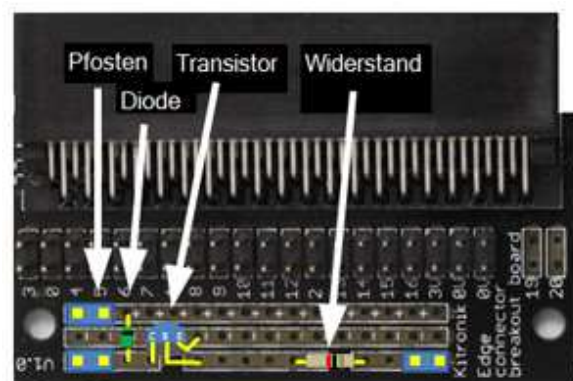 Pfosten
Transistor
Widerstand
Diode
3 0 4 5 6 7 8 9 10 11 12 2 13 14 15 16 3V 0V 0V 19 20
V1.0
Kitronik
Edge
connector
breakout board